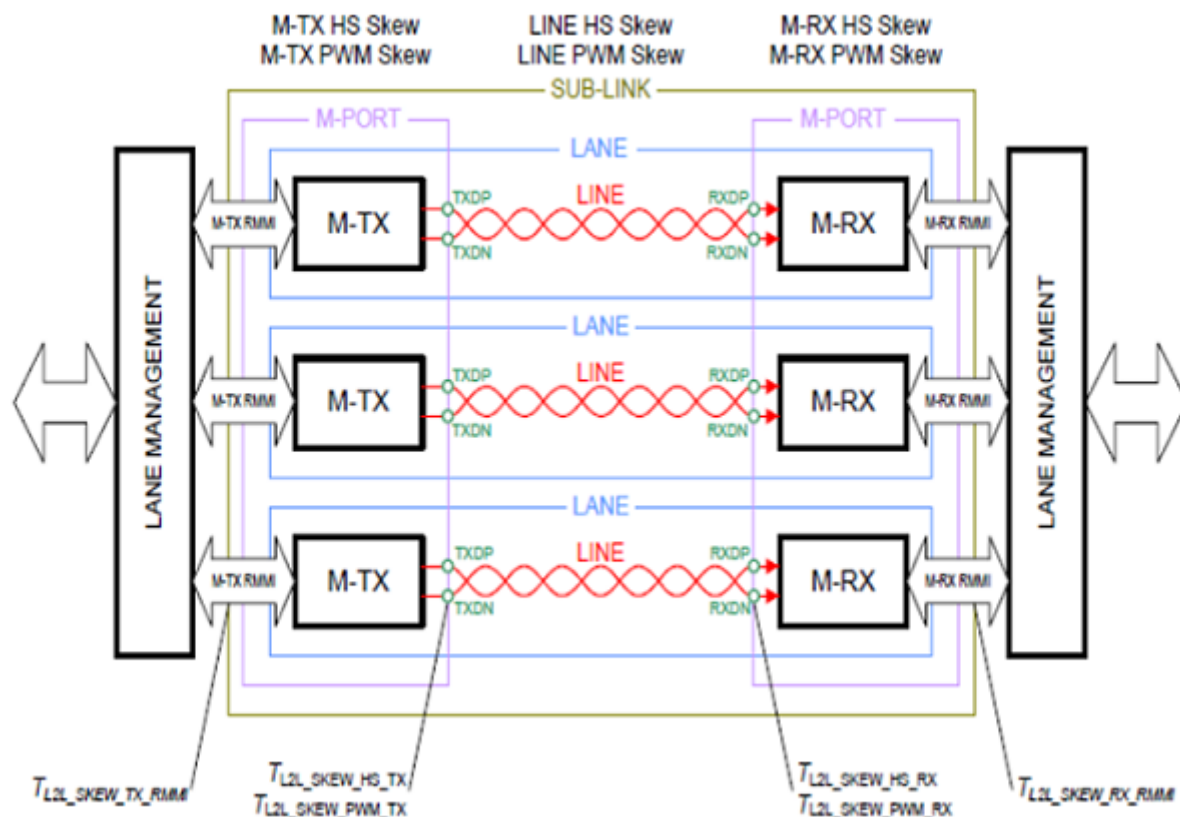 M-TX HS Skew
M-TX PWM Skew
LINE HS Skew
LINE PWM Skew
M-RX HS Skew
M-RX PWM Skew
SUB-LINK
M-PORT
M-PORT
LANE MANAGEMENT
LANE
M-TX RMMI
M-TX
TXDP
TXDN
LINE
RXDP
RXDN
M-RX
M-RX RMMI
LANE
M-TX RMMI
M-TX
TXDP
TXDN
LINE
RXDP
RXDN
M-RX
M-RX RMMI
LANE
M-TX RMMI
M-TX
TXDP
TXDN
LINE
RXDP
RXDN
M-RX
M-RX RMMI
LANE MANAGEMENT
TL2L_SKEW_TX_RMMI
TL2L_SKEW_HS_TX
TL2L_SKEW_PWM_TX
TL2L_SKEW_HS_RX
TL2L_SKEW_PWM_RX
TL2L_SKEW_RX_RMMI